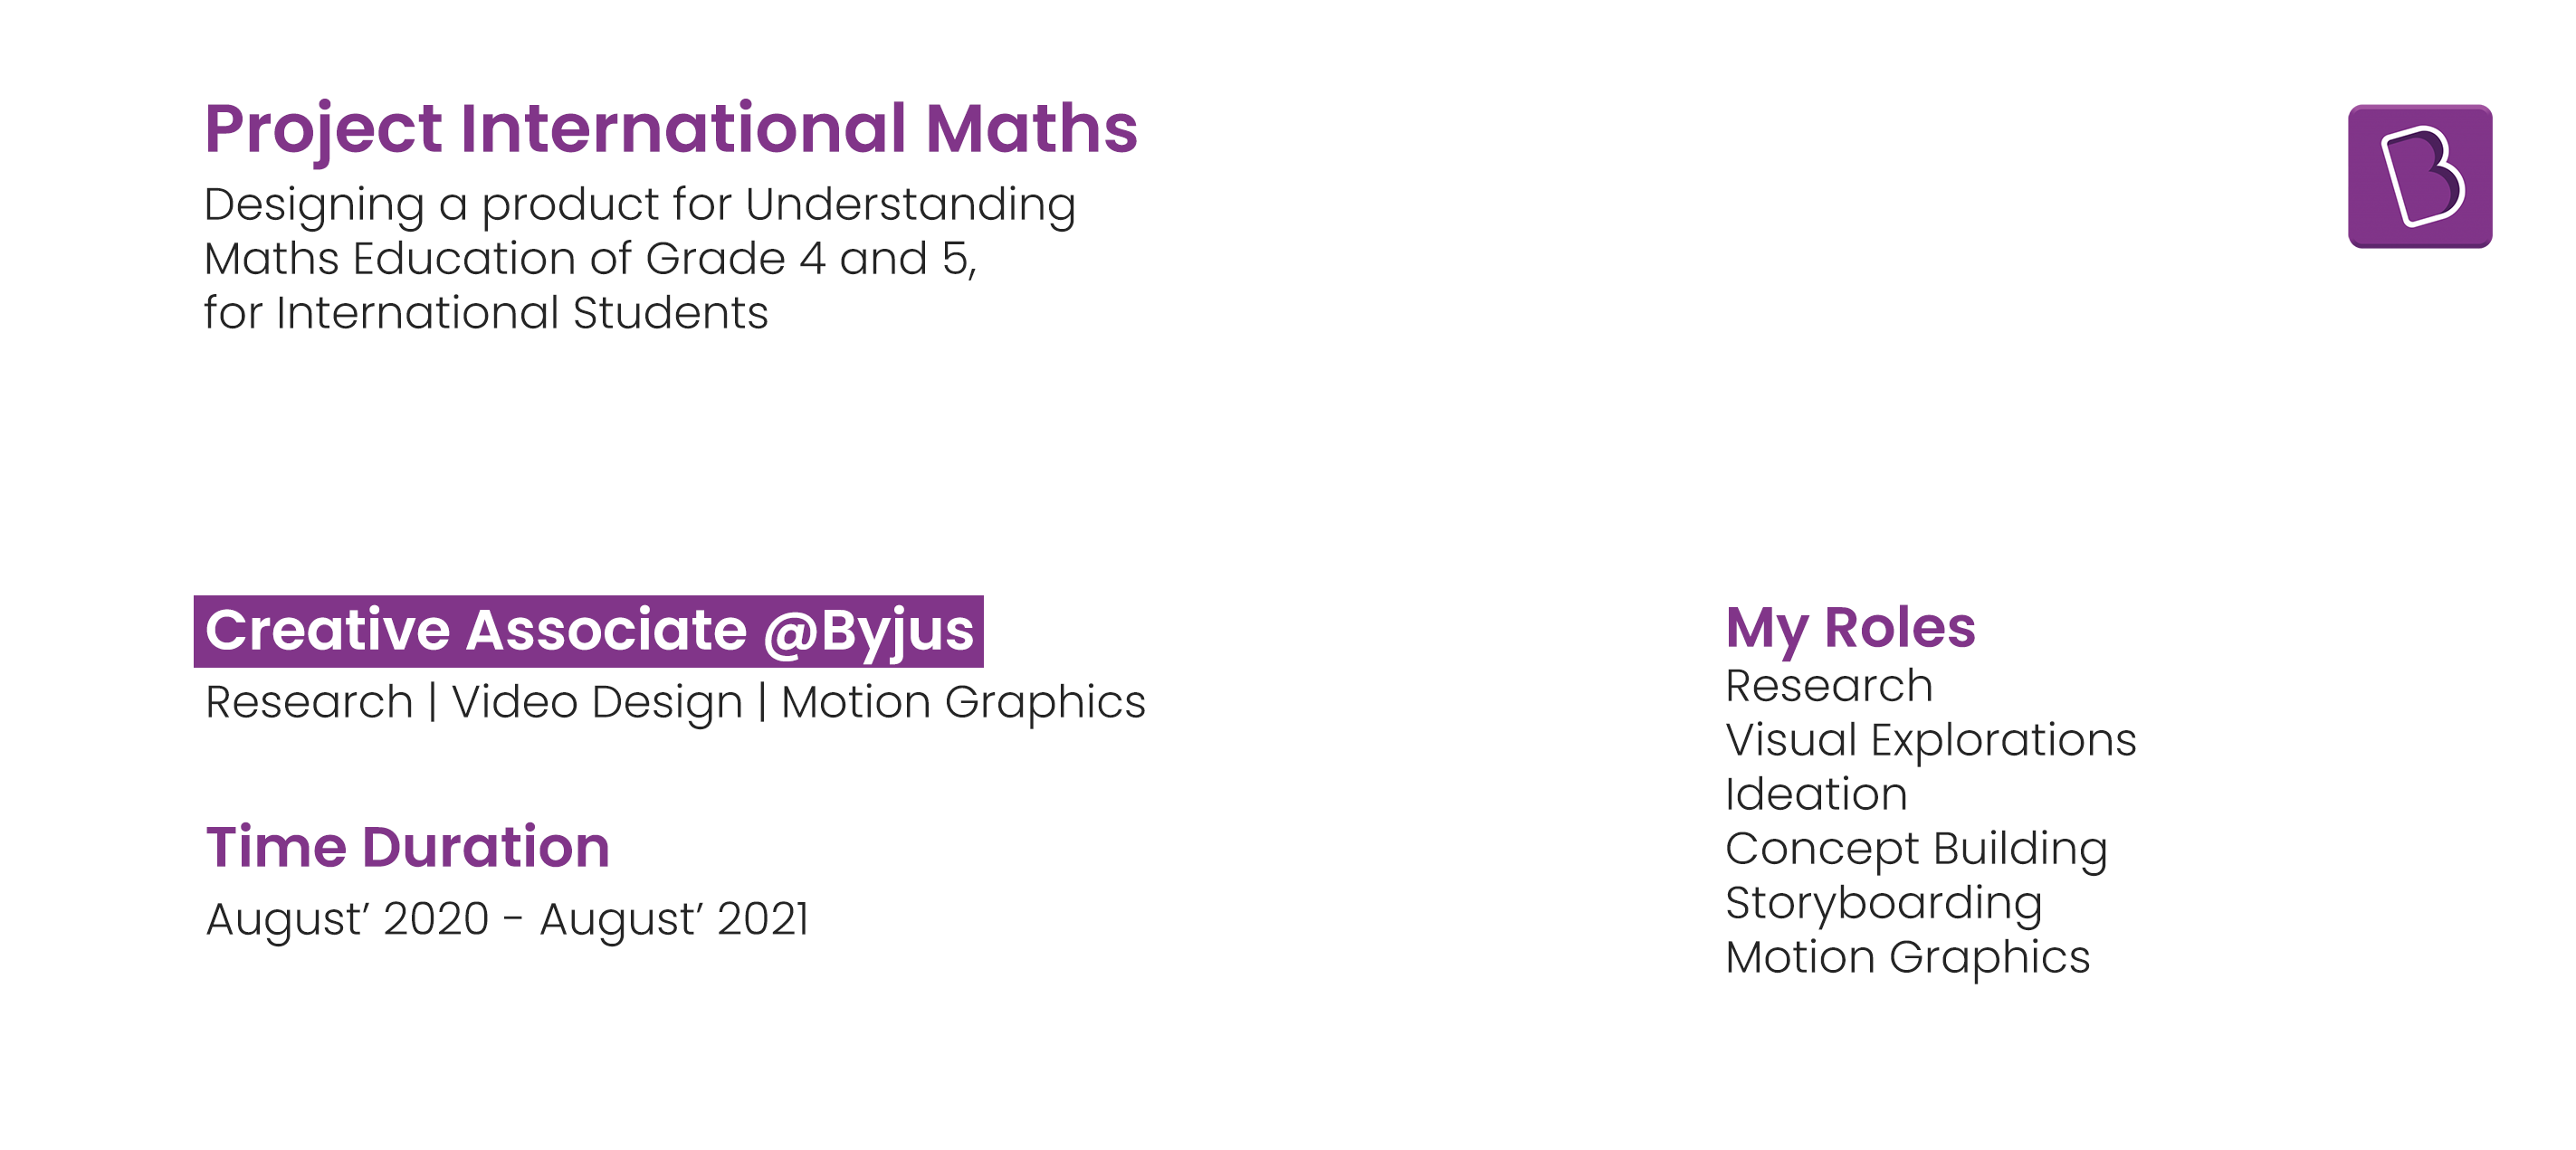 Project International Maths
Designing a product for Understanding
Maths Education of Grade 4 and 5,
for International Students
B
Creative Associate @Byjus
Research | Video Design | Motion Graphics
Time Duration
August’ 2020 - August’ 2021
My Roles
Research
Visual Explorations
Ideation
Concept Building
Storyboarding
Motion Graphics